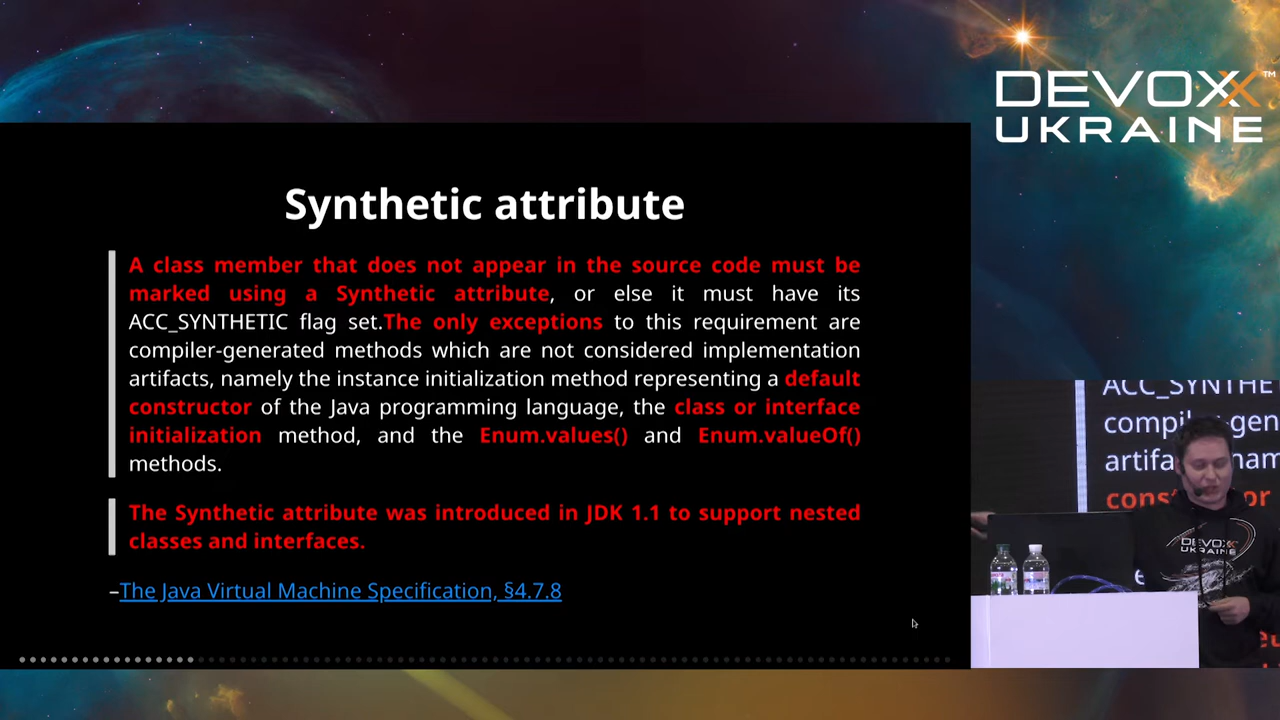 DEVOXX™
UKRAINE
Synthetic attribute
A class member that does not appear in the source code must be
marked using a Synthetic attribute, or else it must have its
ACC_SYNTHETIC flag set.The only exceptions to this requirement are
compiler-generated methods which are not considered implementation
artifacts, namely the instance initialization method representing a default
constructor of the Java programming language, the class or interface
initialization method, and the Enum.values() and Enum.valueOf()
methods.
The Synthetic attribute was introduced in JDK 1.1 to support nested
classes and interfaces.
–The Java Virtual Machine Specification, §4.7.8
ACC_SYNTHE
DEVOXX
UKRAINE